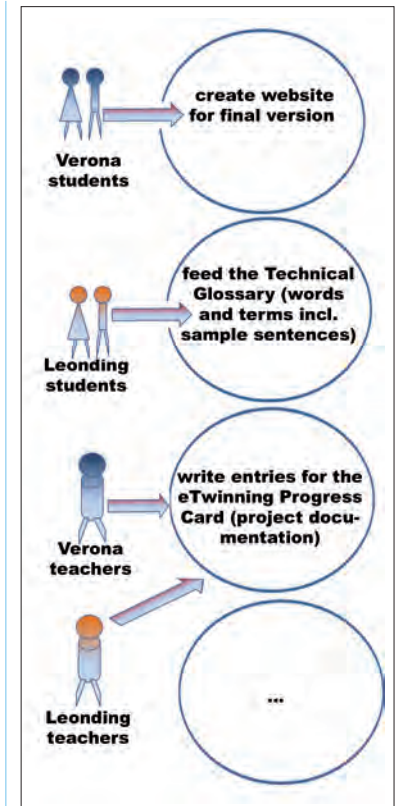 create website
for final version
Verona
students
feed the Technical
Glossary (words
and terms incl.
sample sentences)
Leonding
students
write entries for the
eTwinning Progress
Card (project docu-
mentation)
Verona
teachers
Leonding
teachers
...